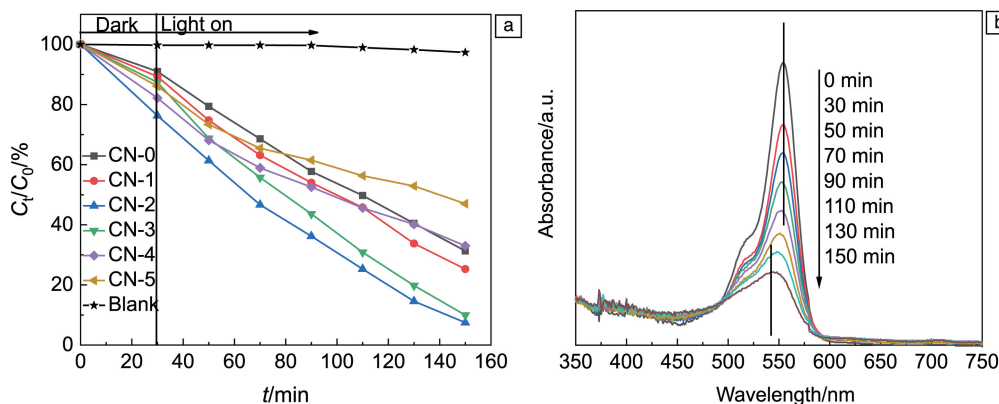 Dark Light on
a
100
80
60
40
20
0
C_t/C_0/%
CN-0
CN-1
CN-2
CN-3
CN-4
CN-5
Blank
0 20 40 60 80 100 120 140 160
t/min
b
Absorbance/a.u.
0 min
30 min
50 min
70 min
90 min
110 min
130 min
150 min
350 400 450 500 550 600 650 700 750
Wavelength/nm